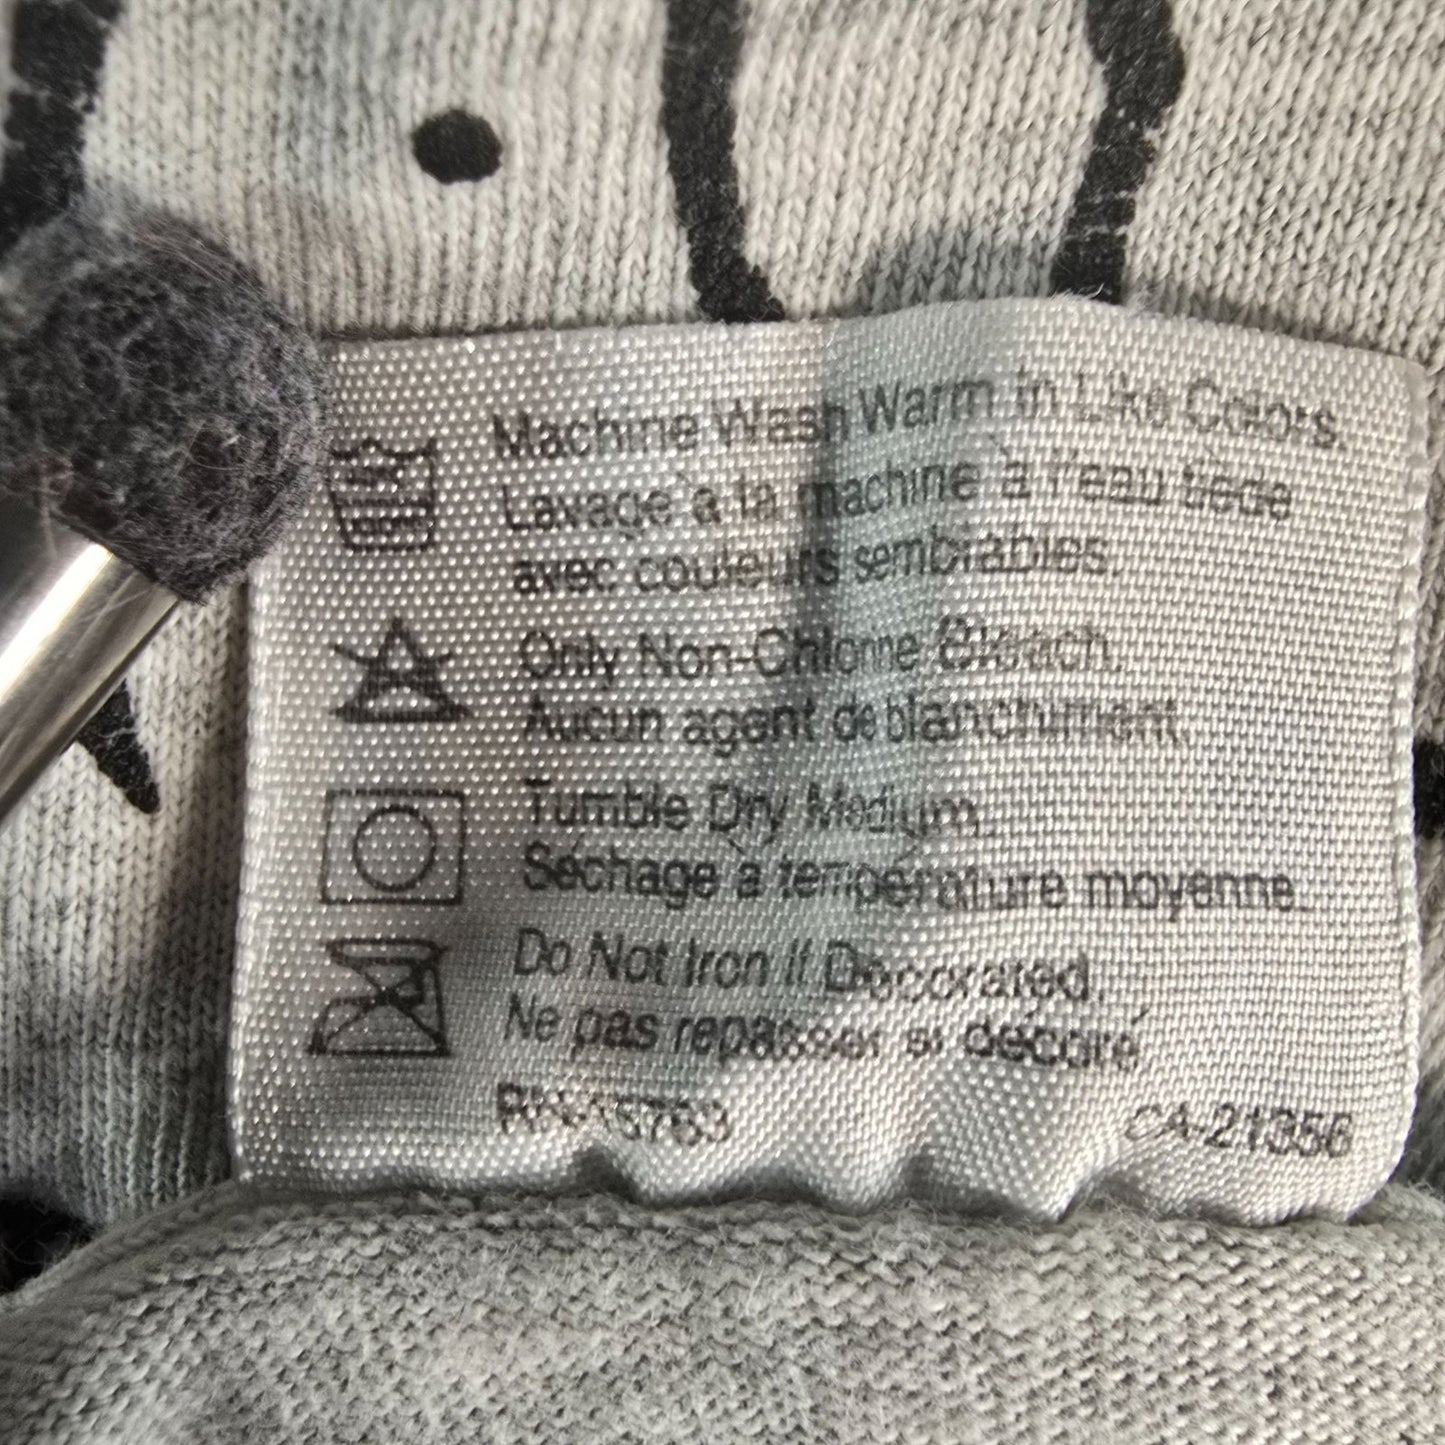 Machine Wash Warm in Like Colors.
Lavage à la machine à l'eau tiède
avec couleurs semblables.
Only Non-Chlorine Bleach.
Aucun agent de blanchiment.
Tumble Dry Medium.
Séchage à température moyenne.
Do Not Iron If Decorated.
Ne pas repasser si décoré
RN-15763 CA-21356